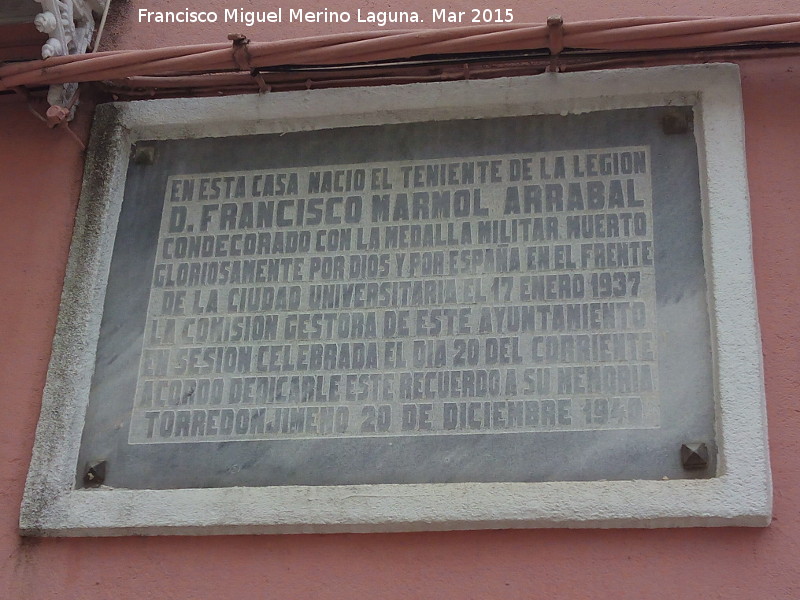 Francisco Miguel Merino Laguna. Mar 2015
EN ESTA CASA NACIO EL TENIENTE DE LA LEGION
D. FRANCISCO MARMOL ARRABAL
CONDECORADO CON LA MEDALLA MILITAR MUERTO
GLORIOSAMENTE POR DIOS Y POR ESPAÑA EN EL FRENTE
DE LA CIUDAD UNIVERSITARIA EL 17 ENERO 1937
LA COMISION GESTORA DE ESTE AYUNTAMIENTO
EN SESION CELEBRADA EL DIA 20 DEL CORRIENTE
ACORDO DEDICARLE ESTE RECUERDO A SU MEMORIA
TORREDONJIMENO 20 DE DICIEMBRE